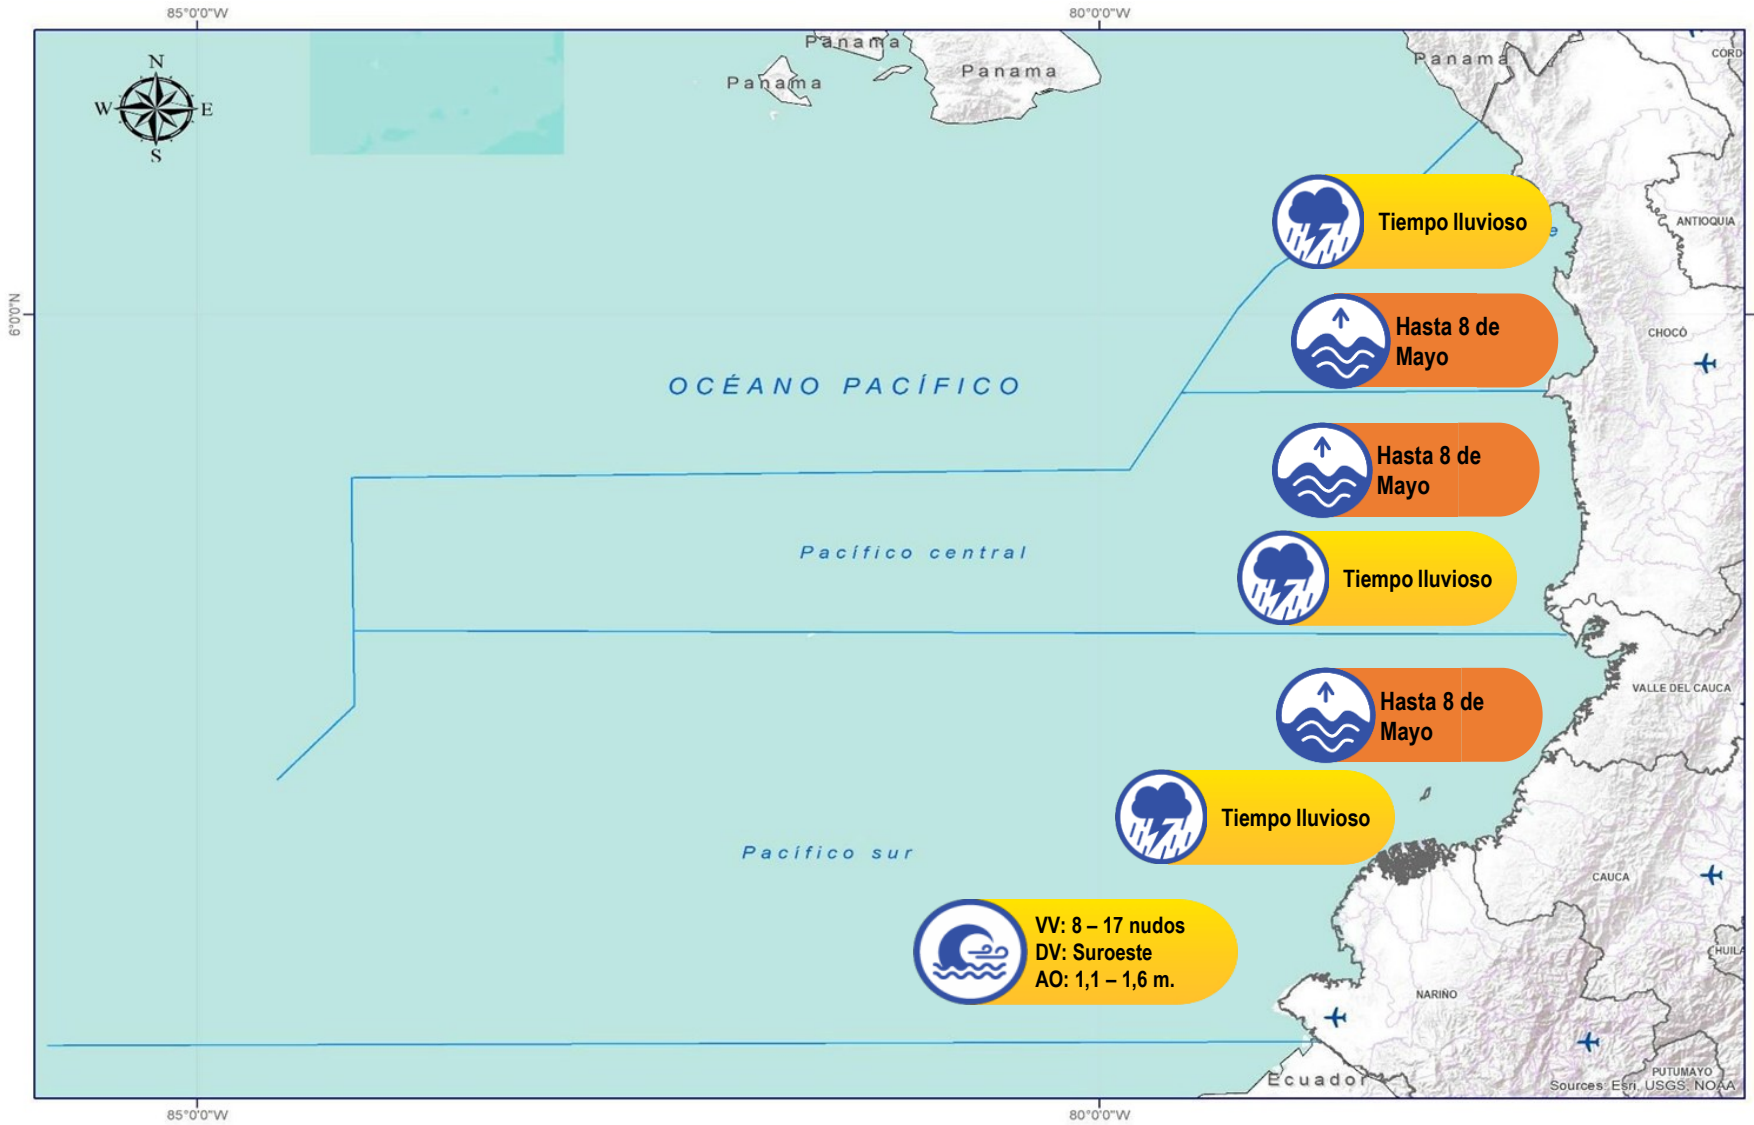 85°0'0"W
80°0'0"W
Panama
Panama
Panama
Panama
N
W
E
S
ANTIOQUIA
Tiempo lluvioso
6°0'0"N
Hasta 8 de
Mayo
CHOCÓ
OCÉANO PACÍFICO
Hasta 8 de
Mayo
Pacífico central
Tiempo lluvioso
VALLE DEL CAUCA
Hasta 8 de
Mayo
Tiempo lluvioso
Pacífico sur
CAUCA
VV: 8 – 17 nudos
DV: Suroeste
AO: 1,1 – 1,6 m.
HUILA
NARIÑO
Ecuador
PUTUMAYO
Sources: Esri, USGS, NOAA
85°0'0"W
80°0'0"W